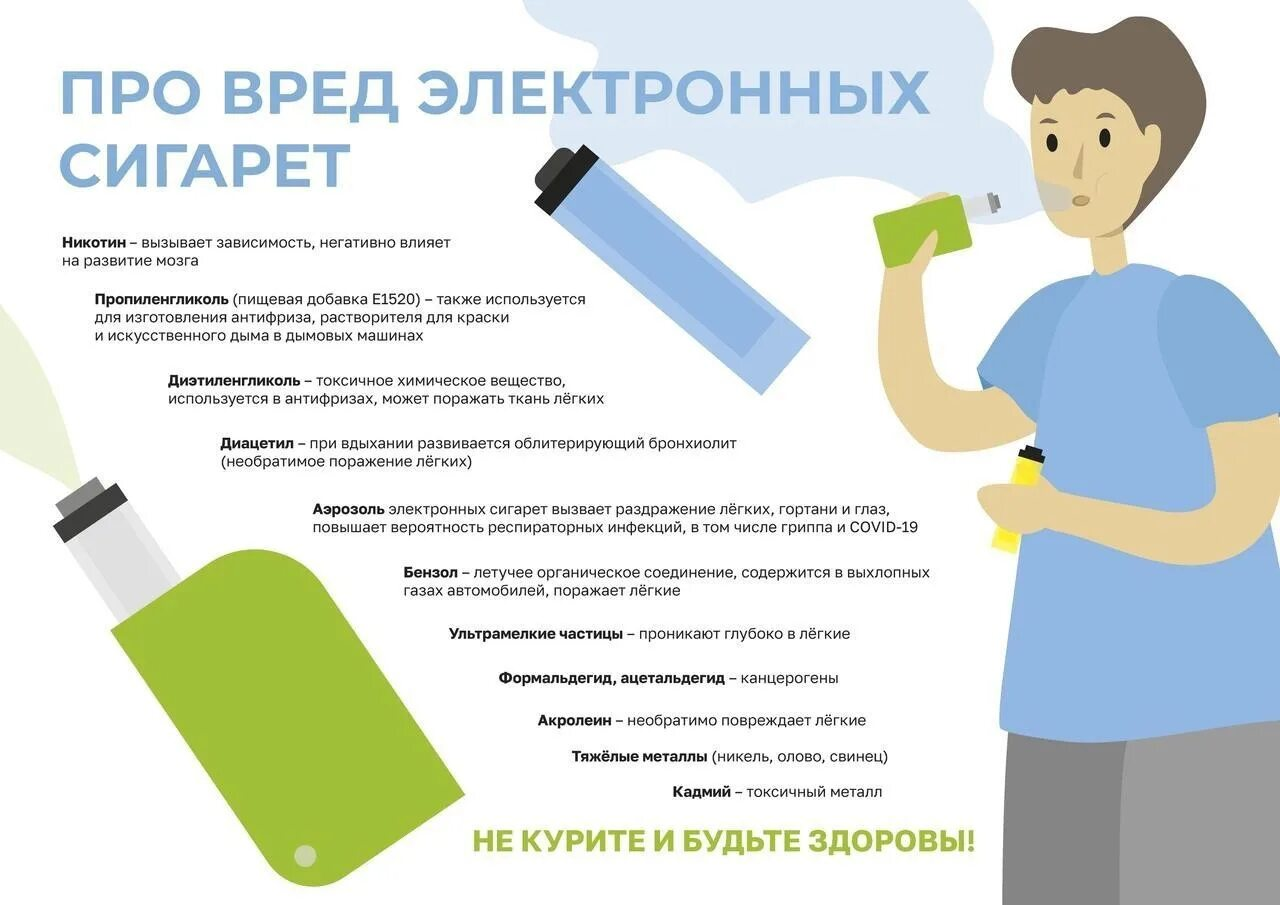 ПРО ВРЕД ЭЛЕКТРОННЫХ
СИГАРЕТ
Никотин – вызывает зависимость, негативно влияет
на развитие мозга
Пропиленгликоль (пищевая добавка Е1520) – также используется
для изготовления антифриза, растворителя для краски
и искусственного дыма в дымовых машинах
Диэтиленгликоль – токсичное химическое вещество,
используется в антифризах, может поражать ткань лёгких
Диацетил – при вдыхании развивается облитерирующий бронхиолит
(необратимое поражение лёгких)
Аэрозоль электронных сигарет вызвает раздражение лёгких, гортани и глаз,
повышает вероятность респираторных инфекций, в том числе гриппа и COVID-19
Бензол – летучее органическое соединение, содержится в выхлопных
газах автомобилей, поражает лёгкие
Ультрамелкие частицы – проникают глубоко в лёгкие
Формальдегид, ацетальдегид – канцерогены
Акролеин – необратимо повреждает лёгкие
Тяжёлые металлы (никель, олово, свинец)
Кадмий – токсичный металл
НЕ КУРИТЕ И БУДЬТЕ ЗДОРОВЫ!